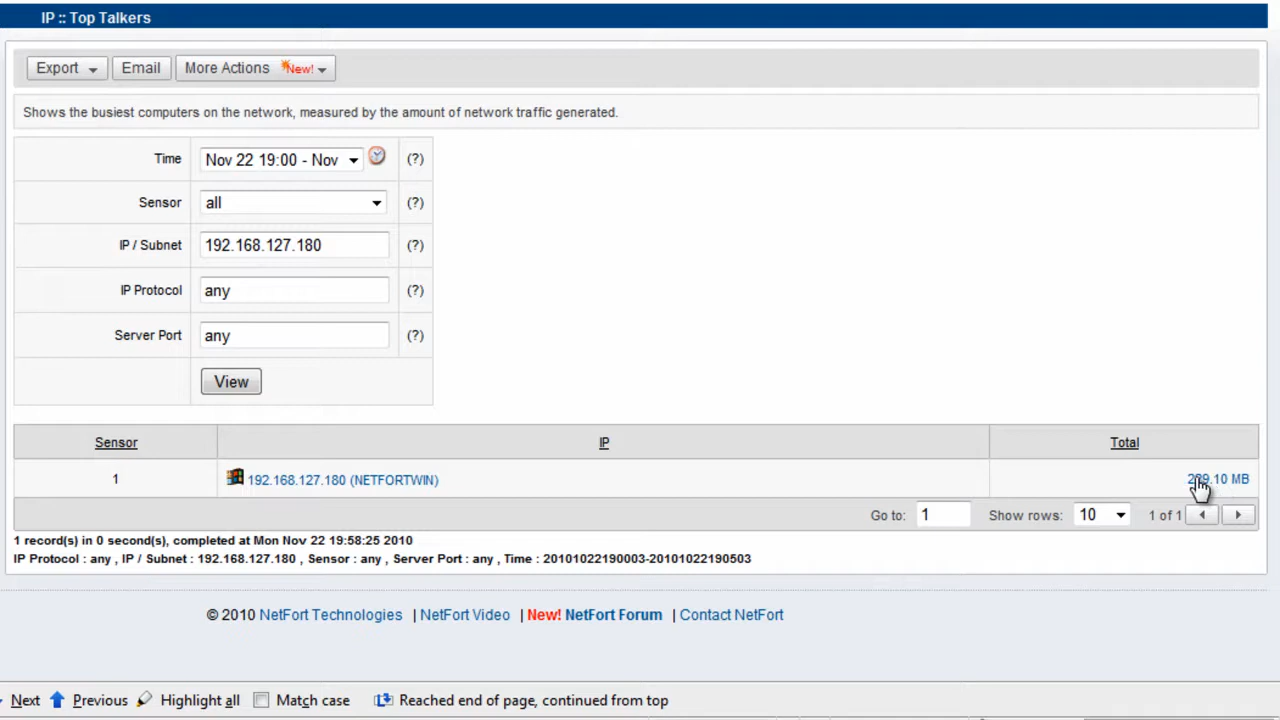 IP :: Top Talkers
Export Email More Actions New!
Shows the busiest computers on the network, measured by the amount of network traffic generated.
Time Nov 22 19:00 - Nov (?)
Sensor all (?)
IP / Subnet 192.168.127.180 (?)
IP Protocol any (?)
Server Port any (?)
View
Sensor IP Total
1 192.168.127.180 (NETFORTWIN) MB
Go to: 1 Show rows: 10 1 of 1
1 record(s) in 0 second(s), completed at Mon Nov 22 19:58:25 2010
IP Protocol : any , IP / Subnet : 192.168.127.180 , Sensor : any , Server Port : any , Time : 20101022190003-20101022190503
© 2010 NetFort Technologies | NetFort Video | New! NetFort Forum | Contact NetFort
Next Previous Highlight all Match case Reached end of page, continued from top